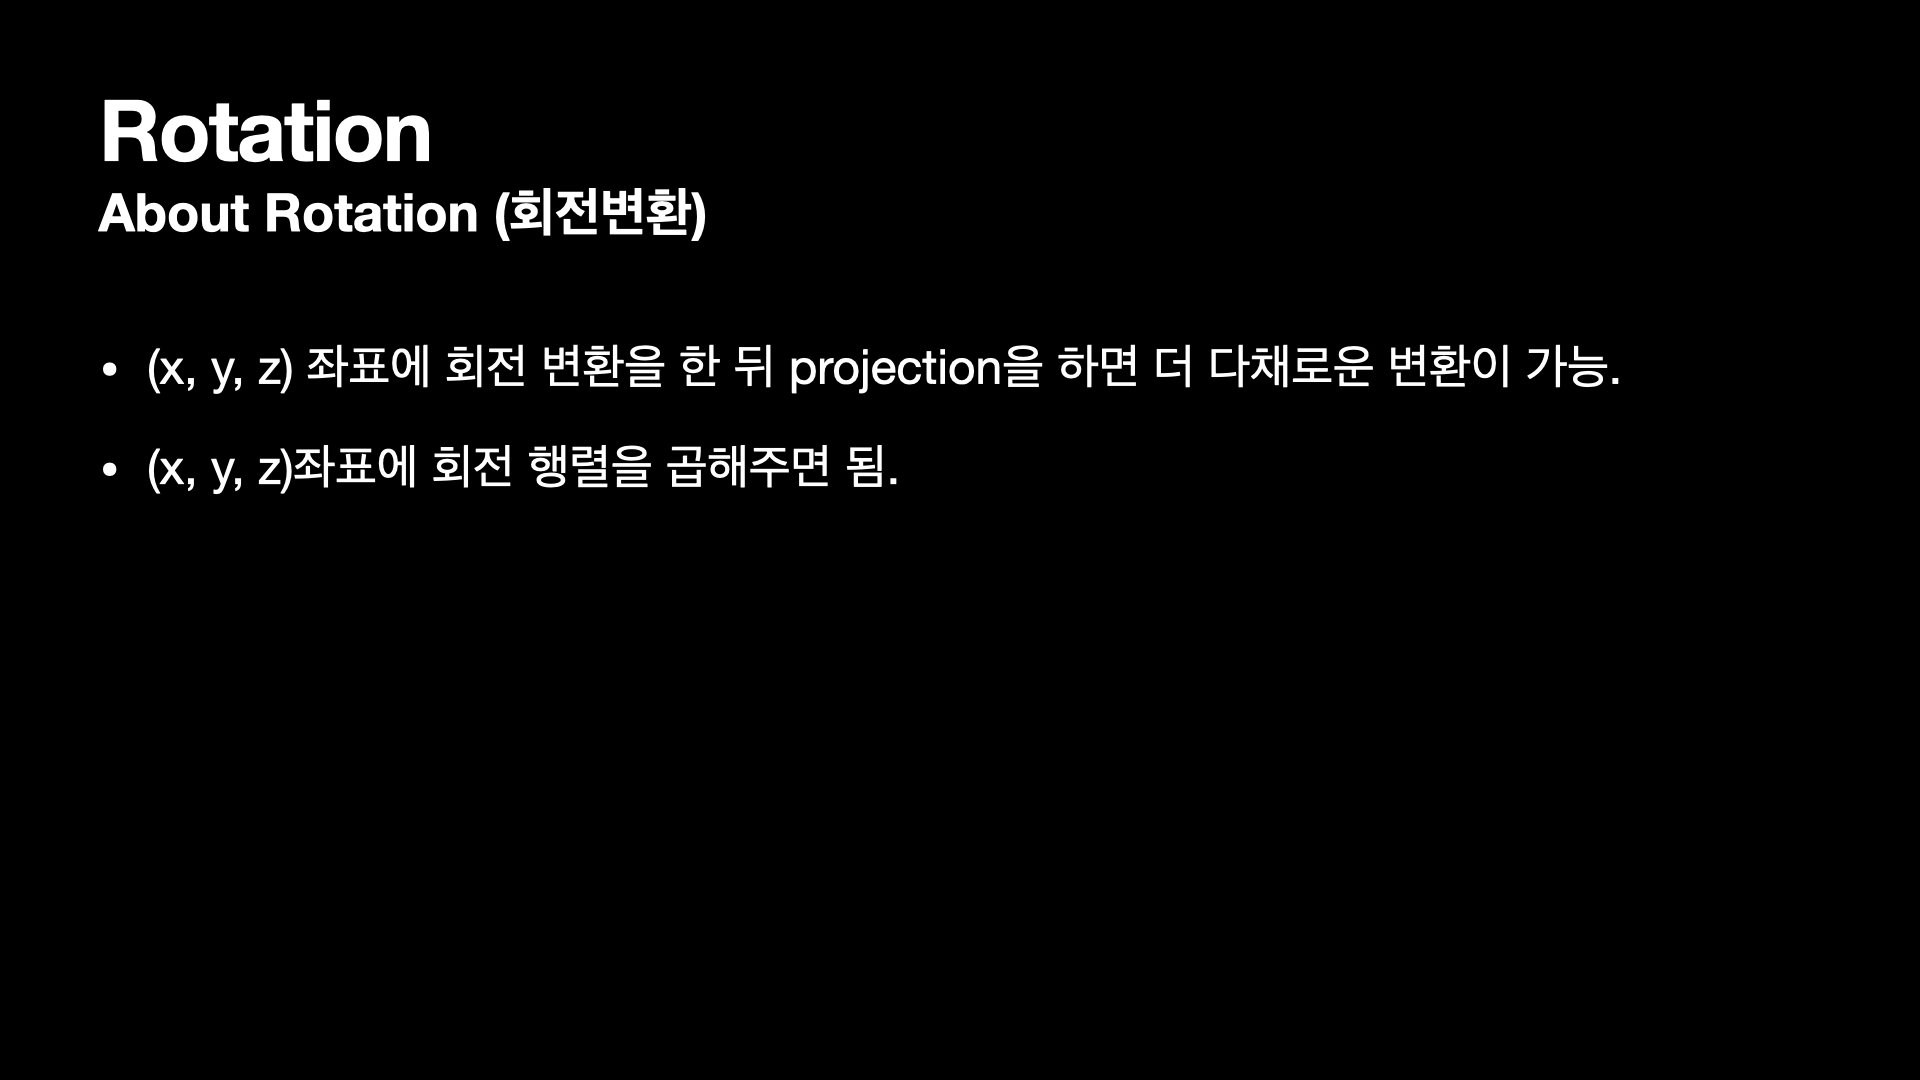 Rotation
About Rotation (회전변환)
• (x, y, z) 좌표에 회전 변환을 한 뒤 projection을 하면 더 다채로운 변환이 가능.
• (x, y, z)좌표에 회전 행렬을 곱해주면 됨.